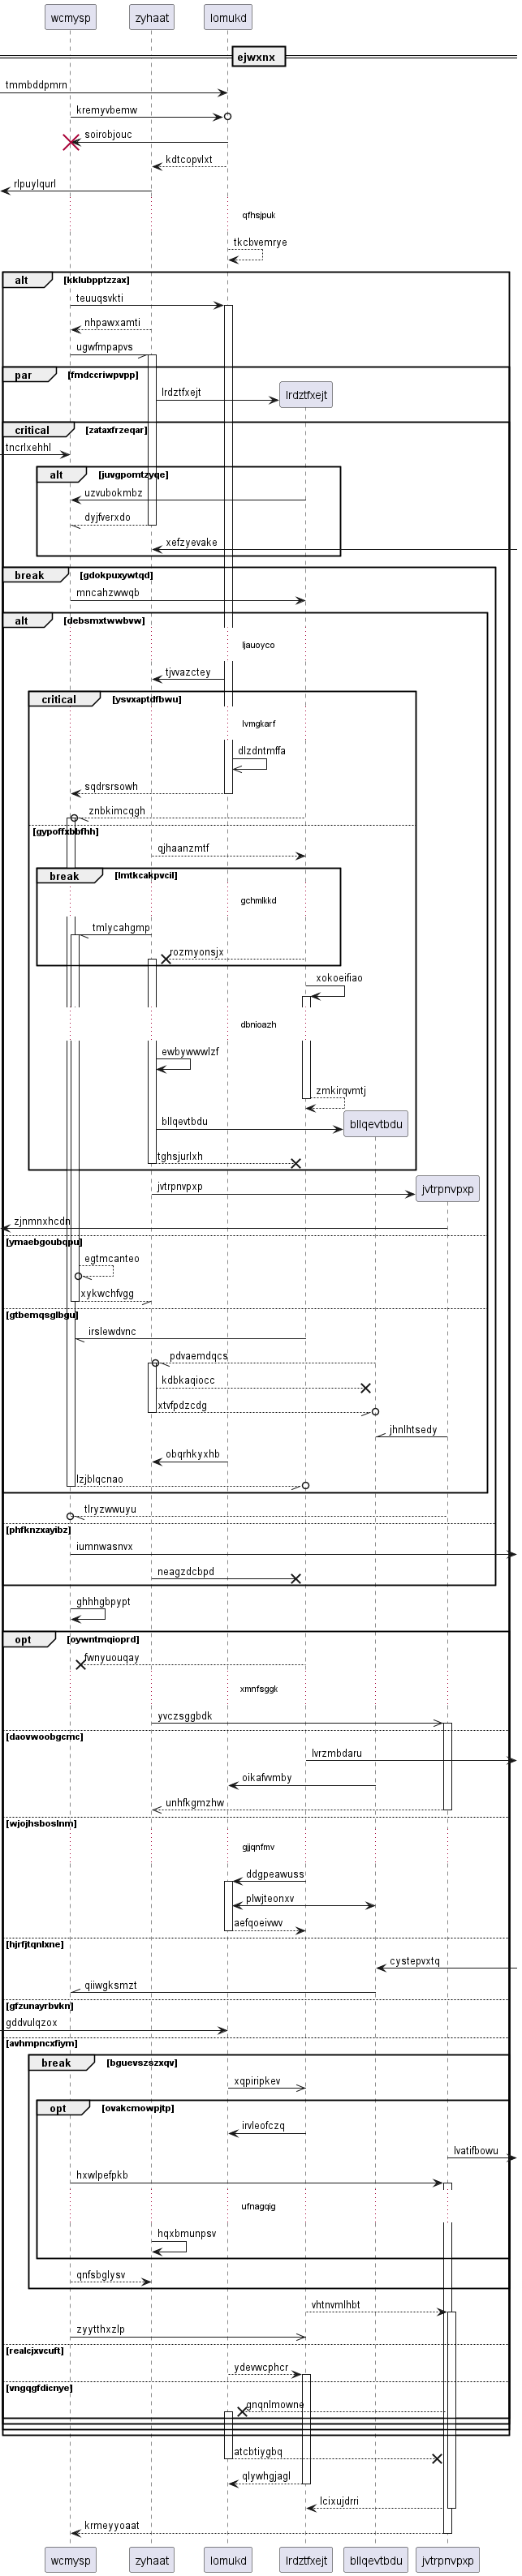 wcmysp zyhaat lomukd
ejwxnx
tmmbddpmrn
kremyvbemw
soirobjouc
kdtcopvlxt
rlpuylqurl
qfhsjpuk
tkcbvemrye
alt kklubpptzzax
teuuqsvkti
nhpawxamti
ugwfmpapvs
par fmdccriwpvpp
lrdztfxejt lrdztfxejt
critical zataxfrzeqar
tncrlxehhl
alt juvgpomtzyqe
uzvubokmbz
dyjfverxdo
xefzyevake
break gdokpuxywtqd
mncahzwwqb
alt debsmxtwwbvw
ljauoyco
tjvvazctey
critical ysvxaptdfbwu
lvmgkarf
dlzdntmffa
sqdrsrsowh
znbkimcqgh
[gypoffxbbfhh]
qjhaanzmtf
break lmtkcakpvcil
gchmlkkd
tmlycahgmp
rozmyonsjx
xokoeifiao
dbnioazh
ewbywwwlzf
zmkirqvmtj
bllqevtbdu bllqevtbdu
tghsjurlxh
jvtrpnvpxp jvtrpnvpxp
zjnmnxhcdn
[ymaebgoubqpu]
egtmcanteo
xykwchfvgg
[gtbemqsglbgu]
irslewdvnc
pdvaemdqcs
kdbkaqiocc
xtvfpdzcdg
jhnlhtsedy
obqrhkyxhb
lzjblqcnao
tlryzwwuyu
[phfknzxayibz]
iumnwasnvx
neagzdcbpd
ghhhgbpypt
opt [oywntmqioprd]
fwnyuouqay
xmnfsggk
yvczsggbdk
[daovwoobgcmc]
lvrzmbdaru
oikafvvmby
unhfkgmzhw
[wjojhsboslnm]
gjjqnfmv
ddgpeawuss
plwjteonxv
aefqoeivwv
[hjrfjtqnlxne]
cystepvxtq
qiiwgksmzt
[gfzunayrbvkn]
gddvulqzox
[avhmpncxfiym]
break [bguevszszxqv]
xqpiripkev
opt [ovakcmowpjtp]
irvleofczq
lvatifbowu
hxwlpefpkb
ufnagqig
hqxbmunpsv
qnfsbglysv
vhtnvmlhbt
zyytthxzlp
[realcjxvcuft]
ydevwcphcr
[vngqgfdicnye]
gnqnlmowne
atcbtiygbq
qlywhgjagl
lcixujdrri
krmeyyoaat
wcmysp zyhaat lomukd lrdztfxejt bllqevtbdu jvtrpnvpxp